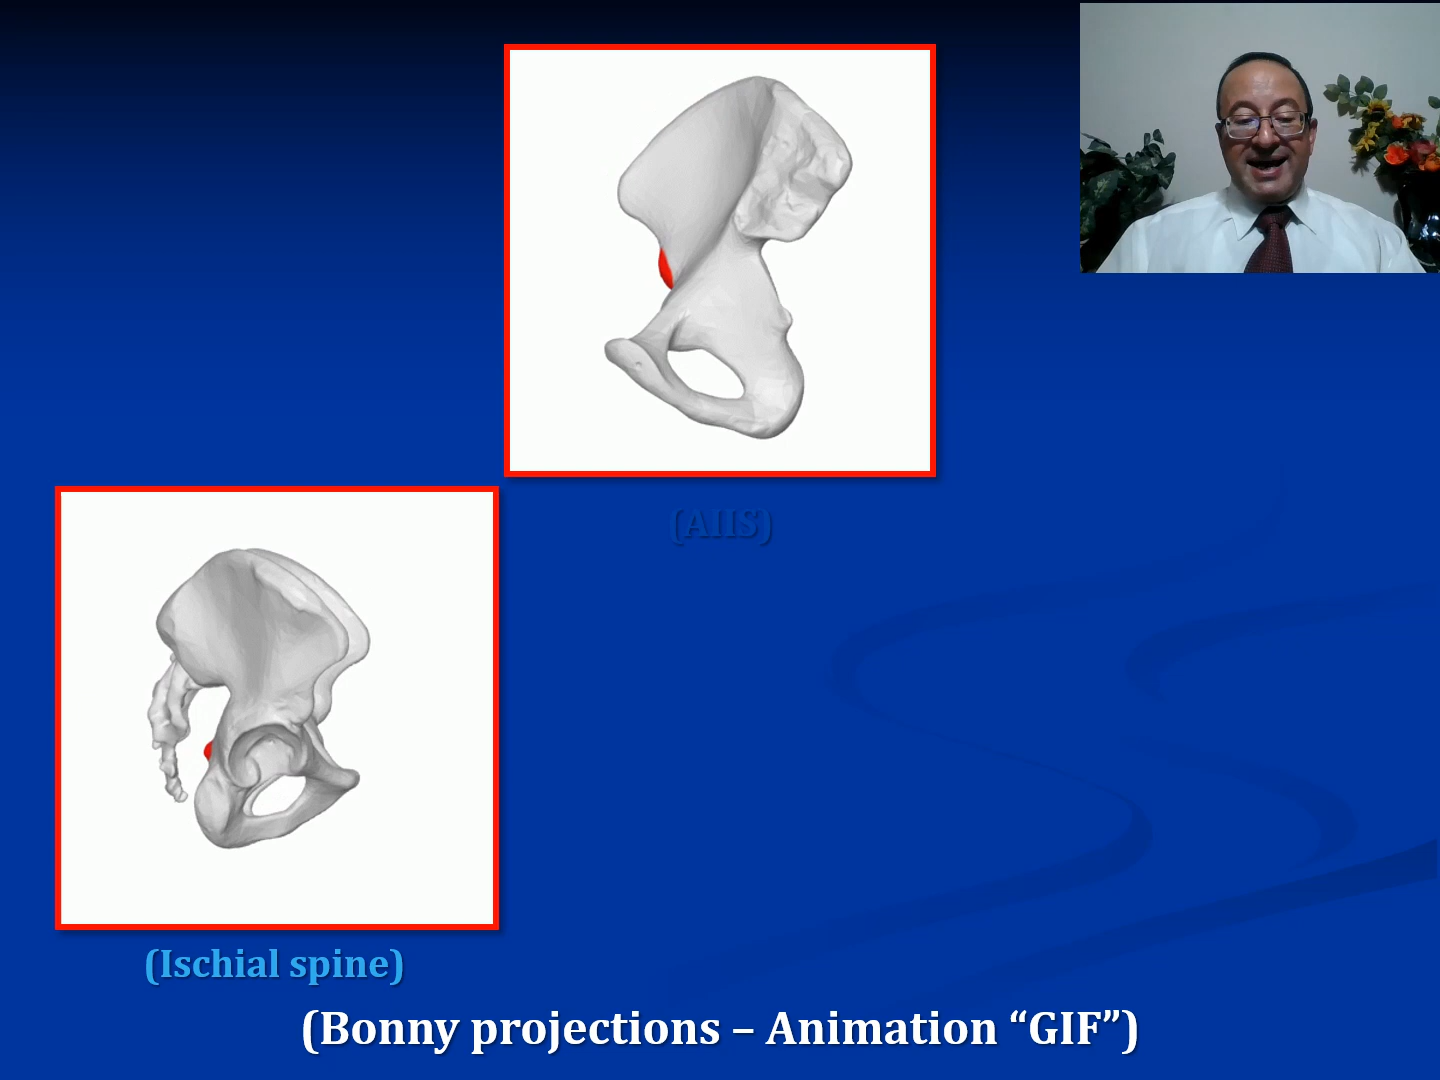 (AIIS)
(Ischial spine)
(Bonny projections – Animation “GIF”)